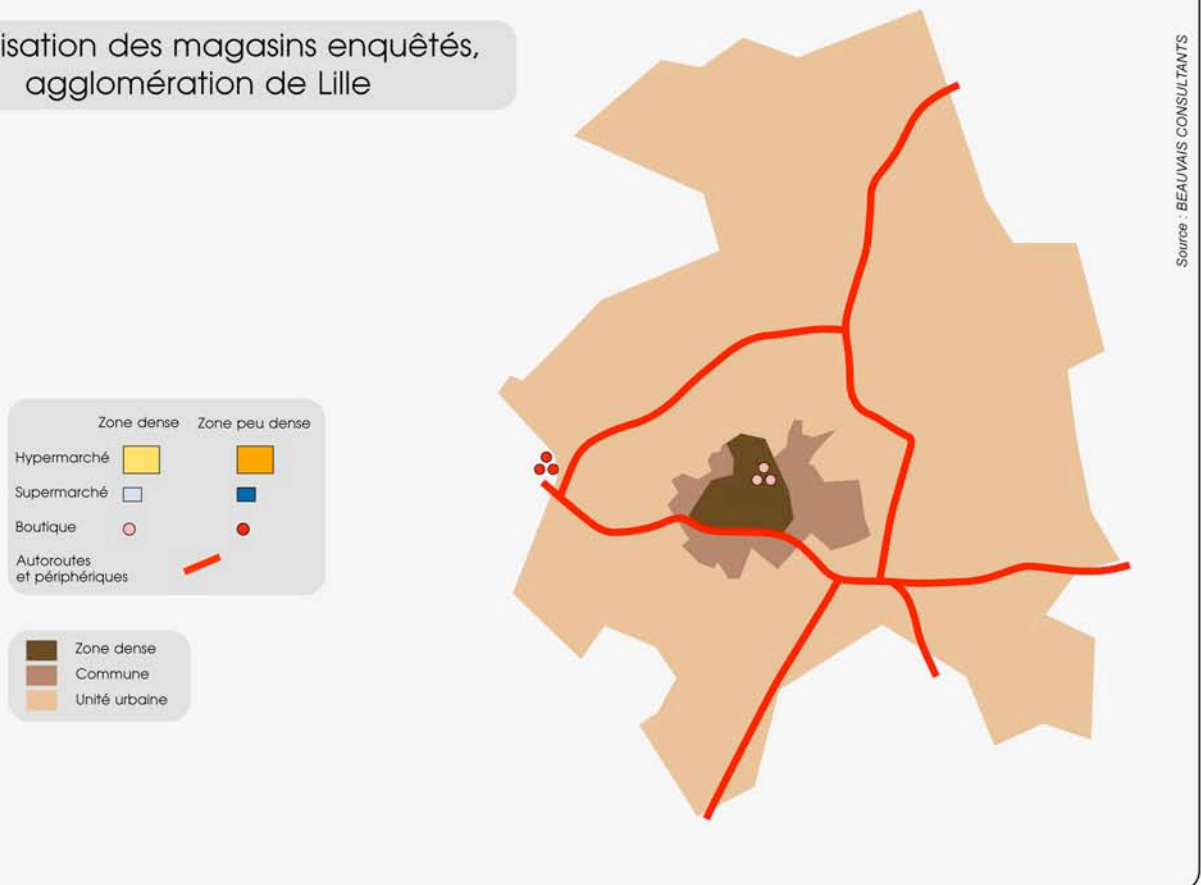 isation des magasins enquêtés,
agglomération de Lille
Source : BEAUVAIS CONSULTANTS
Zone dense Zone peu dense
Hypermarché
Supermarché
Boutique
Autoroutes
et périphériques
Zone dense
Commune
Unité urbaine